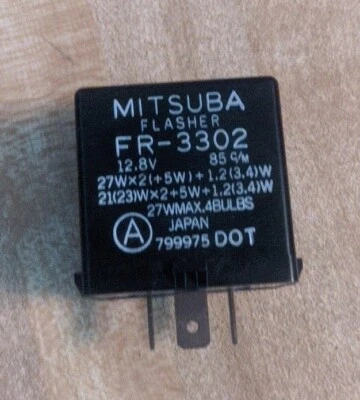 MITSUBA
FLASHER
FR-3302
12.8V 85 C/M
27W×2(+5W)+1.2(3.4)W
21(23)W×2+5W+1.2(3.4)W
27WMAX.4BULBS
JAPAN
A 799975 DOT